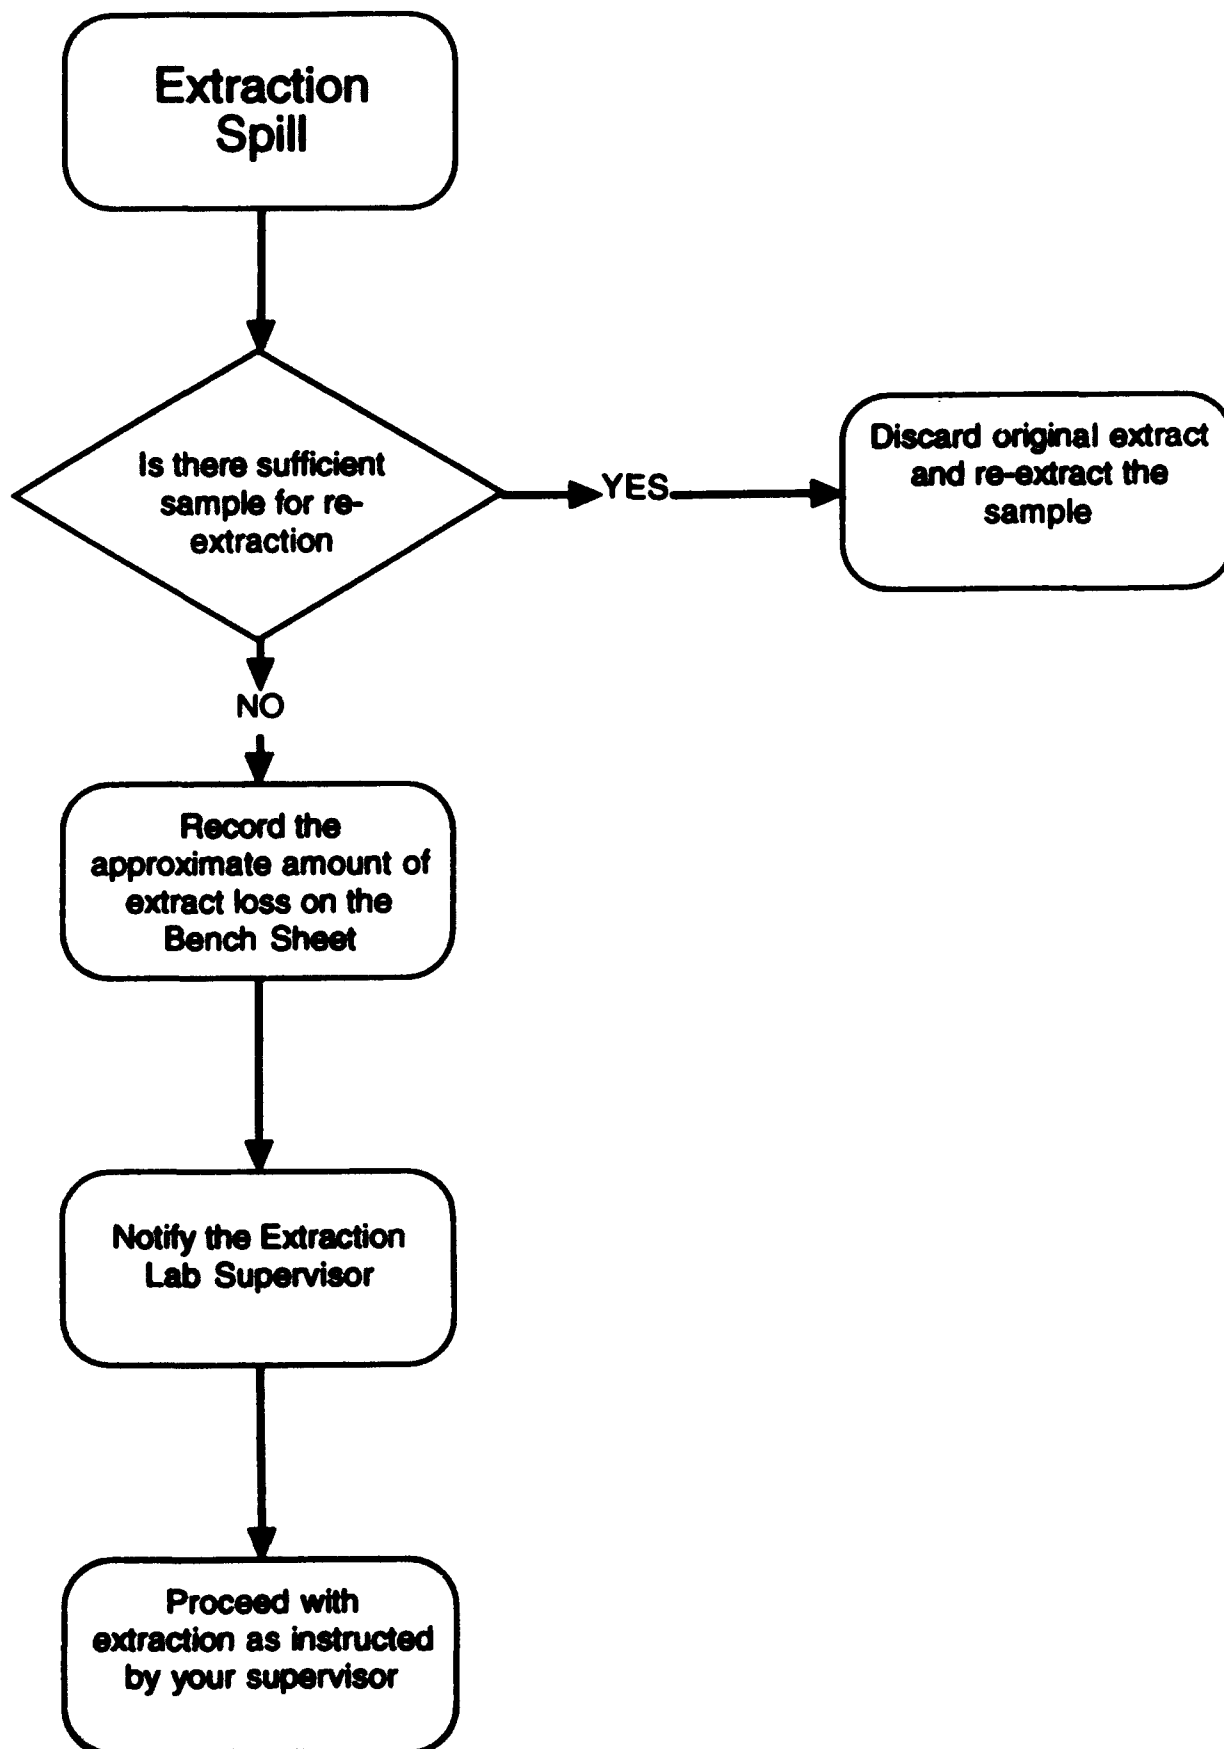 Extraction
Spill
Is there sufficient
sample for re-
extraction
YES
Discard original extract
and re-extract the
sample
NO
Record the
approximate amount of
extract loss on the
Bench Sheet
Notify the Extraction
Lab Supervisor
Proceed with
extraction as instructed
by your supervisor